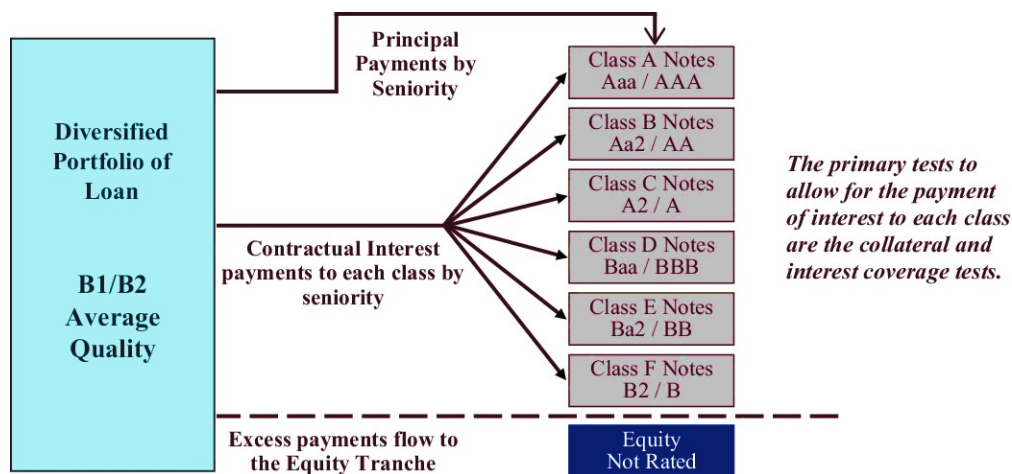 Diversified
Portfolio of
Loan
B1/B2
Average
Quality
Principal
Payments by
Seniority
Contractual Interest
payments to each class by
seniority
Class A Notes
Aaa / AAA
Class B Notes
Aa2 / AA
Class C Notes
A2 / A
Class D Notes
Baa / BBB
Class E Notes
Ba2 / BB
Class F Notes
B2 / B
The primary tests to
allow for the payment
of interest to each class
are the collateral and
interest coverage tests.
Excess payments flow to
the Equity Tranche
Equity
Not Rated